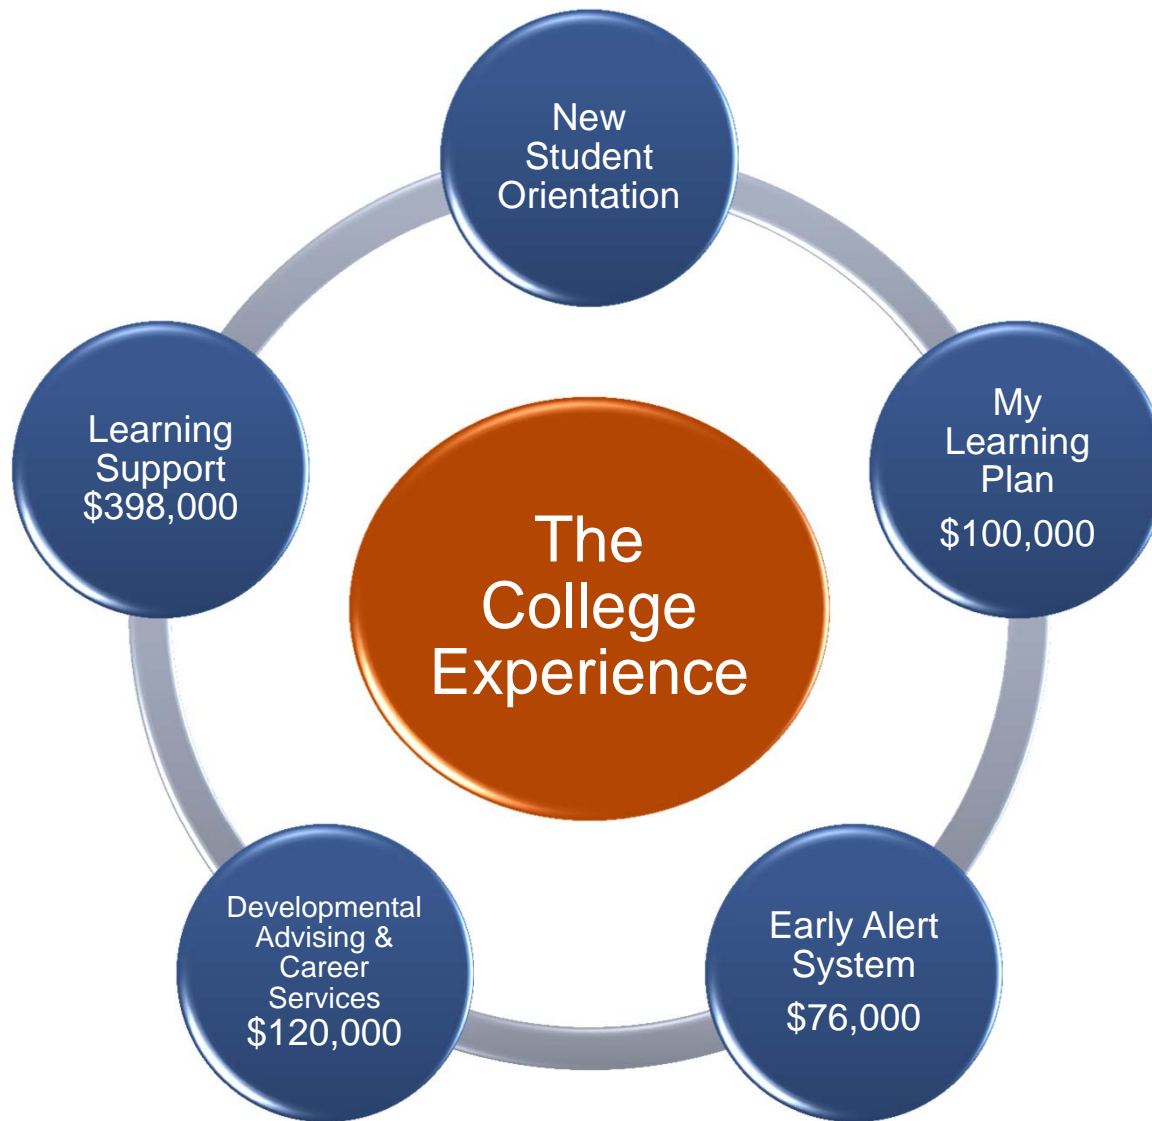 New
Student
Orientation
My
Learning
Plan
$100,000
Early Alert
System
$76,000
Developmental
Advising &
Career
Services
$120,000
Learning
Support
$398,000
The
College
Experience